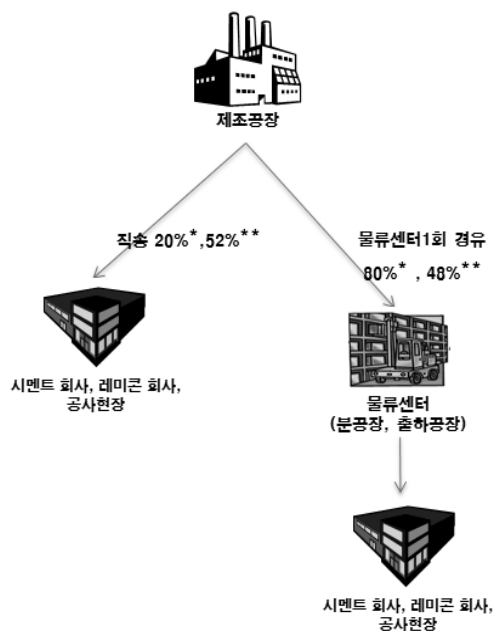 제조공장
직송 20%*,52%**
물류센터1회 경유
80%* , 48%**
시멘트 회사, 레미콘 회사,
공사현장
물류센터
(분공장, 출하공장)
시멘트 회사, 레미콘 회사,
공사현장